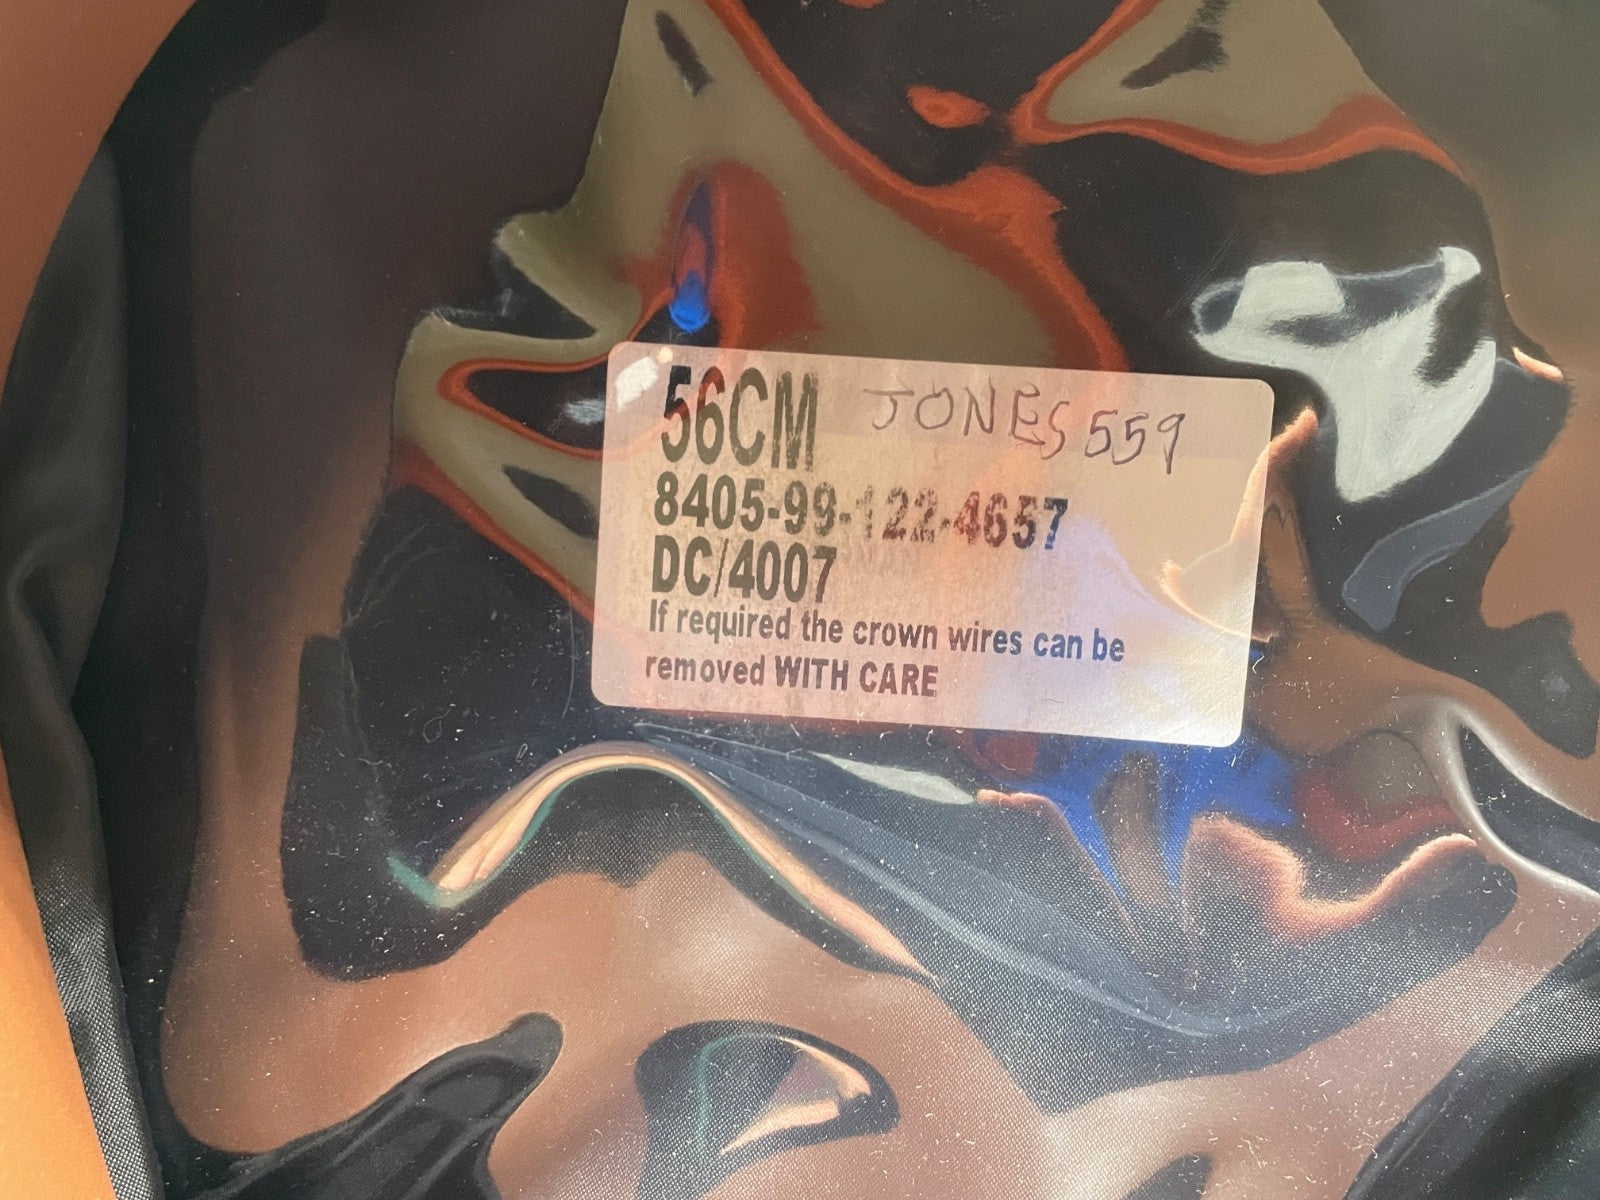 56CM JONES 559
8405-99-122-4657
DC/4007
If required the crown wires can be
removed WITH CARE